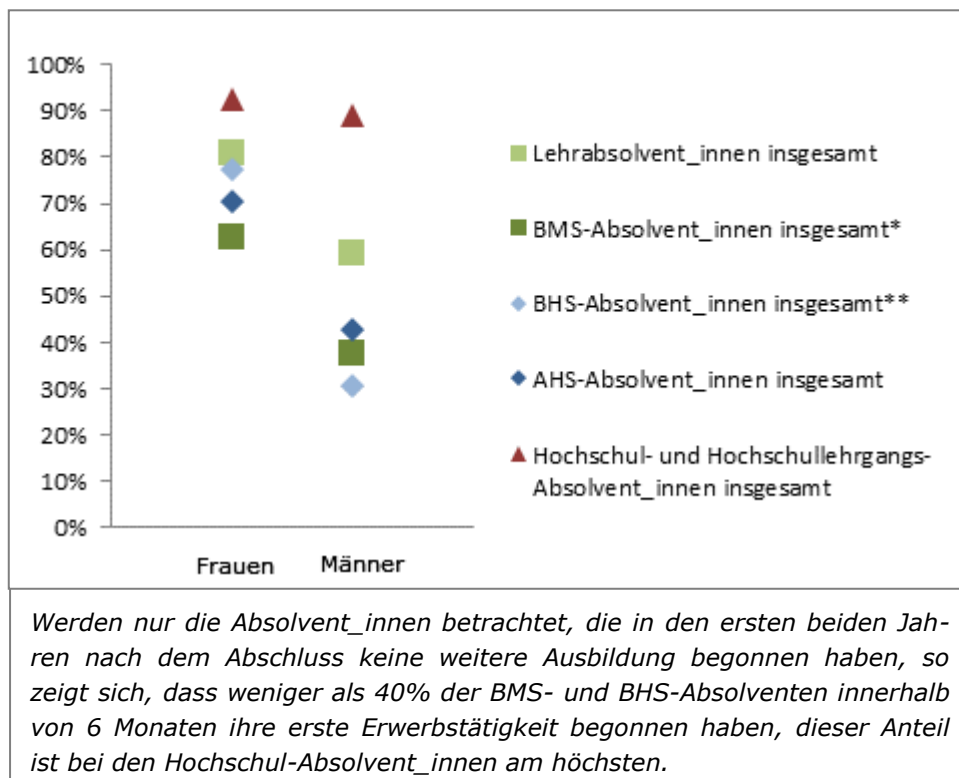 100%
90%
80%
70%
60%
50%
40%
30%
20%
10%
0%
Frauen Männer
Lehrabsolvent_innen insgesamt
BMS-Absolvent_innen insgesamt*
BHS-Absolvent_innen insgesamt**
AHS-Absolvent_innen insgesamt
Hochschul- und Hochschullehrgangs-
Absolvent_innen insgesamt
Werden nur die Absolvent_innen betrachtet, die in den ersten beiden Jah-
ren nach dem Abschluss keine weitere Ausbildung begonnen haben, so
zeigt sich, dass weniger als 40% der BMS- und BHS-Absolventen innerhalb
von 6 Monaten ihre erste Erwerbstätigkeit begonnen haben, dieser Anteil
ist bei den Hochschul-Absolvent_innen am höchsten.